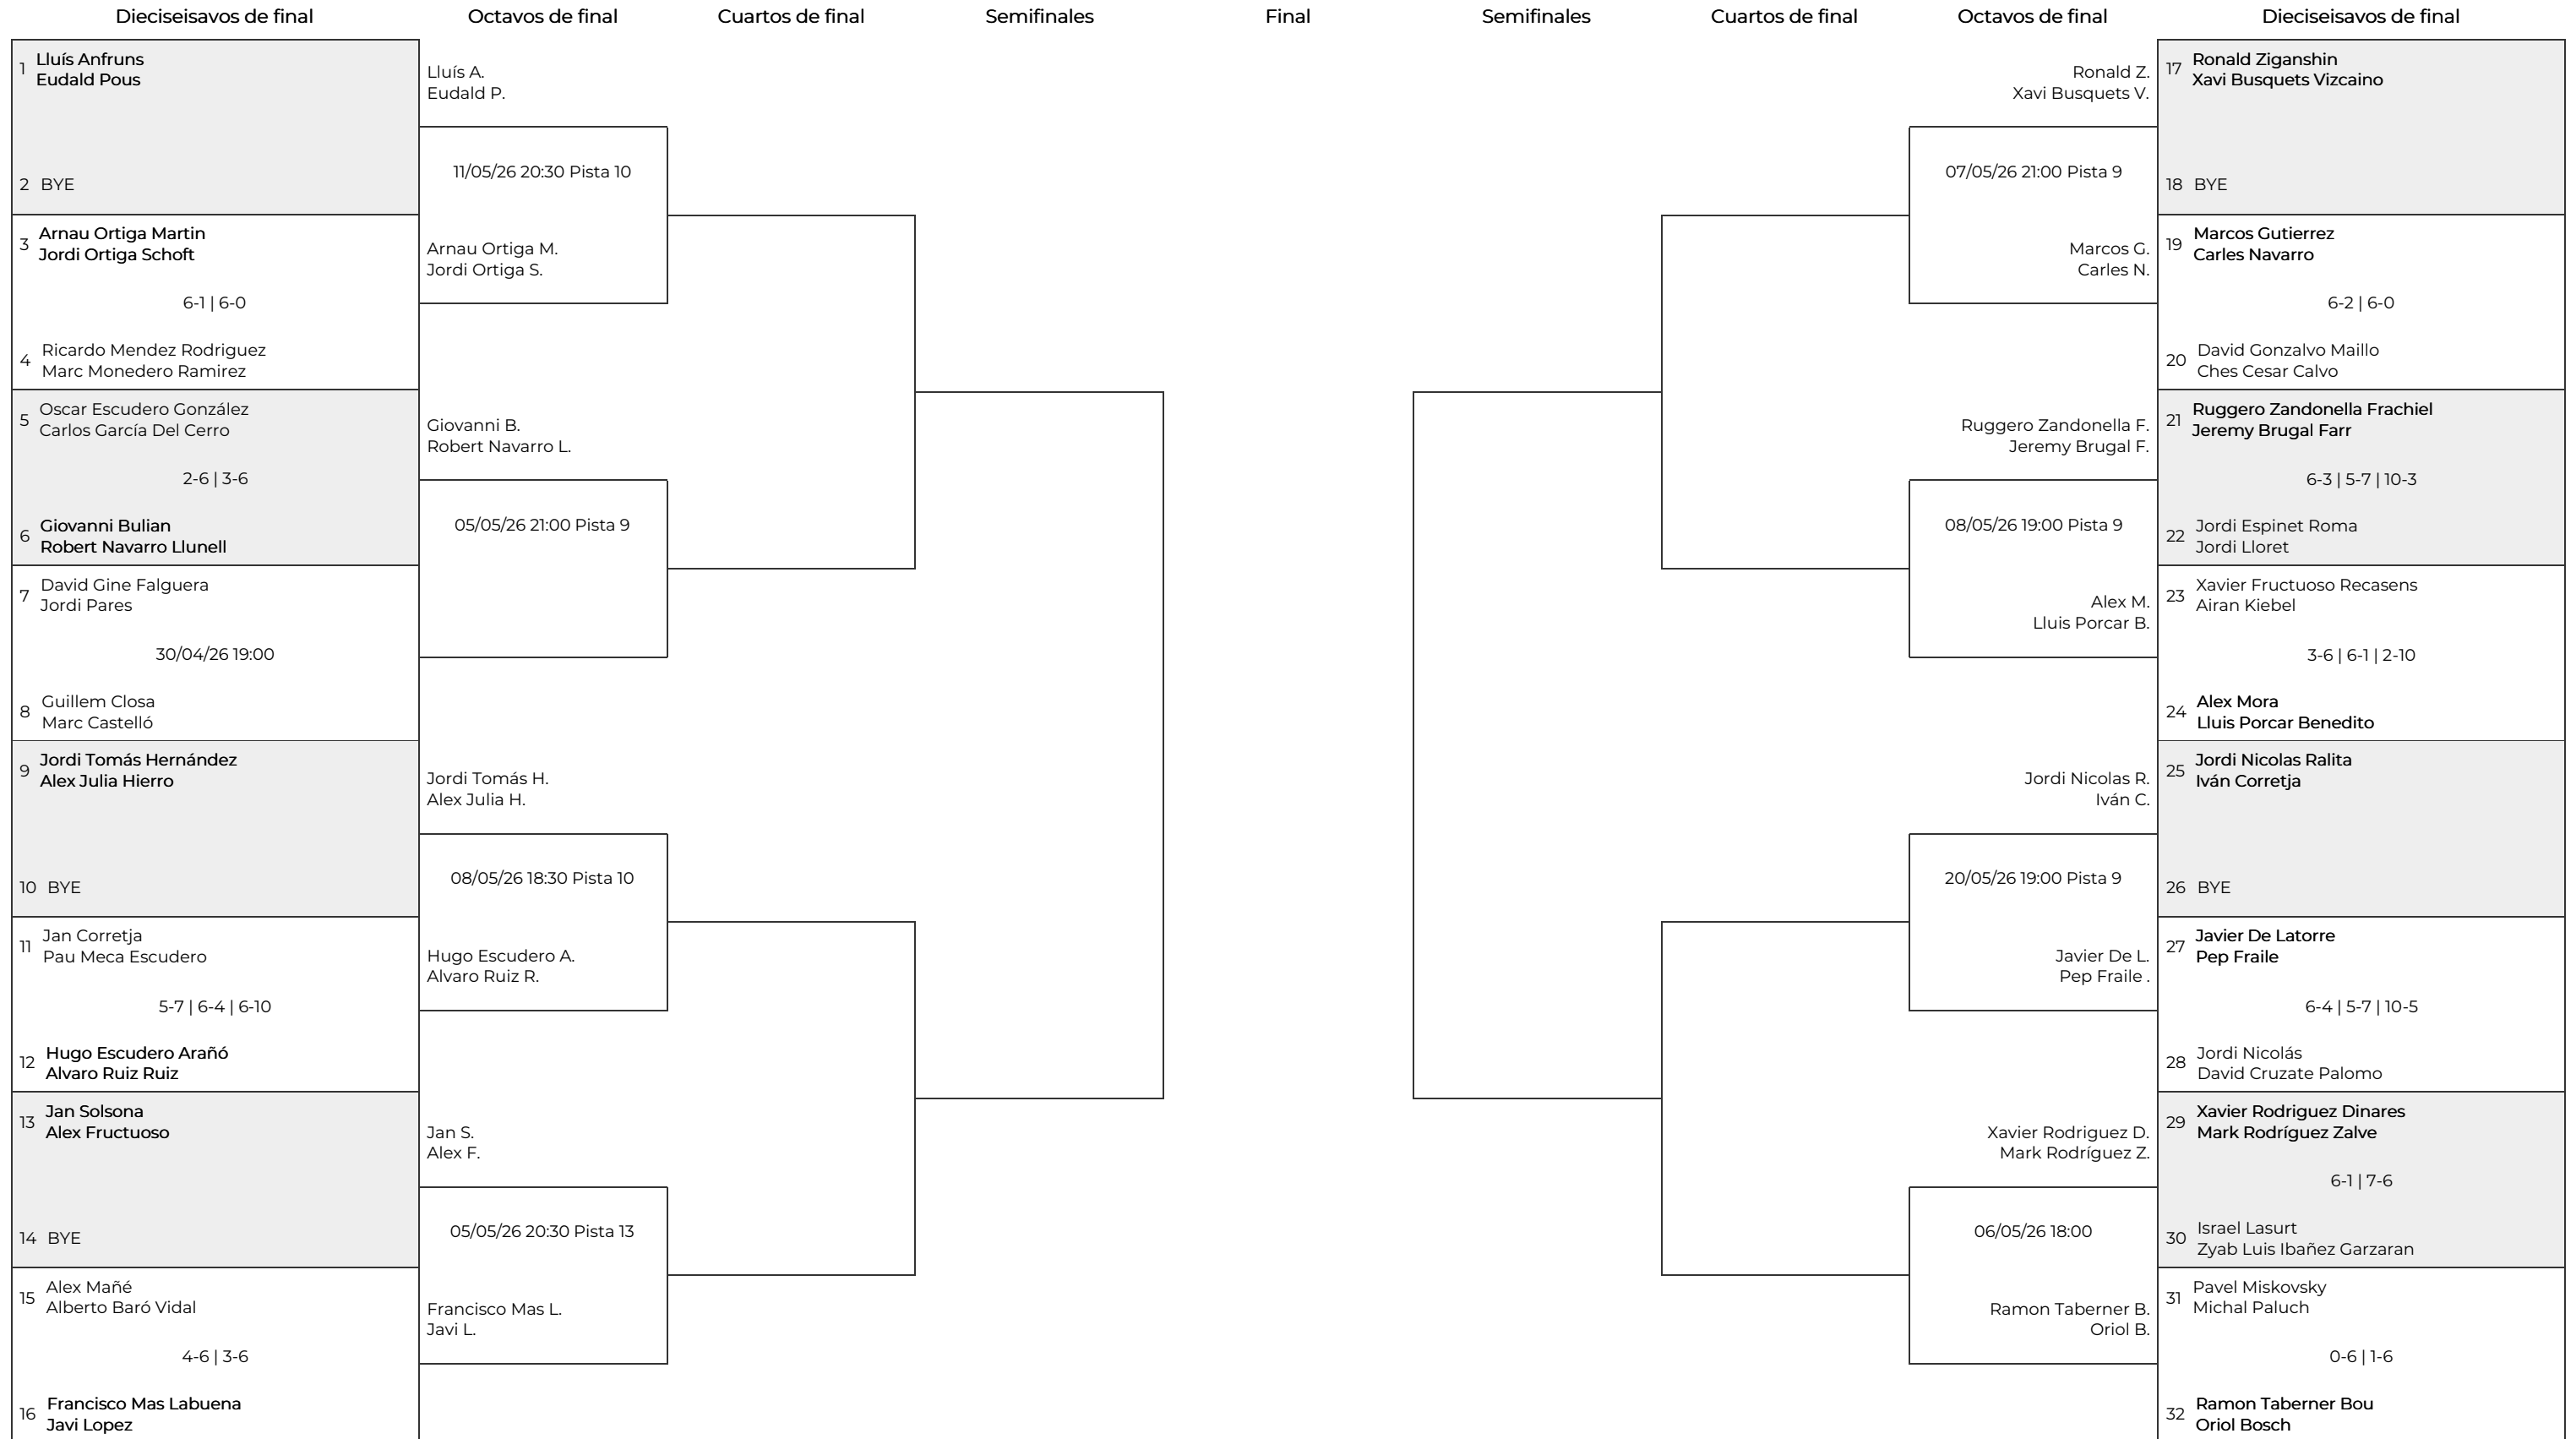 Dieciseisavos de final
Octavos de final
Cuartos de final
Semifinales
Final
Semifinales
Cuartos de final
Octavos de final
Dieciseisavos de final
1
Lluís Anfruns
Eudald Pous
2 BYE
3
Arnau Ortiga Martin
Jordi Ortiga Schoft
6-1 | 6-0
4
Ricardo Mendez Rodriguez
Marc Monedero Ramirez
5
Oscar Escudero González
Carlos García Del Cerro
2-6 | 3-6
6
Giovanni Bulian
Robert Navarro Llunell
7
David Gine Falguera
Jordi Pares
30/04/26 19:00
8
Guillem Closa
Marc Castelló
9
Jordi Tomás Hernández
Alex Julia Hierro
10 BYE
11
Jan Corretja
Pau Meca Escudero
5-7 | 6-4 | 6-10
12
Hugo Escudero Arañó
Alvaro Ruiz Ruiz
13
Jan Solsona
Alex Fructuoso
14 BYE
15
Alex Mañé
Alberto Baró Vidal
4-6 | 3-6
16
Francisco Mas Labuena
Javi Lopez
Lluís A.
Eudald P.
11/05/26 20:30 Pista 10
Arnau Ortiga M.
Jordi Ortiga S.
Giovanni B.
Robert Navarro L.
05/05/26 21:00 Pista 9
Jordi Tomás H.
Alex Julia H.
08/05/26 18:30 Pista 10
Hugo Escudero A.
Alvaro Ruiz R.
Jan S.
Alex F.
05/05/26 20:30 Pista 13
Francisco Mas L.
Javi L.
Ronald Z.
Xavi Busquets V.
07/05/26 21:00 Pista 9
Marcos G.
Carles N.
Ruggero Zandonella F.
Jeremy Brugal F.
08/05/26 19:00 Pista 9
Alex M.
Lluis Porcar B.
Jordi Nicolas R.
Iván C.
20/05/26 19:00 Pista 9
Javier De L.
Pep Fraile .
Xavier Rodriguez D.
Mark Rodríguez Z.
06/05/26 18:00
Ramon Taberner B.
Oriol B.
17
Ronald Ziganshin
Xavi Busquets Vizcaino
18 BYE
19
Marcos Gutierrez
Carles Navarro
6-2 | 6-0
20
David Gonzalvo Maillo
Ches Cesar Calvo
21
Ruggero Zandonella Frachiel
Jeremy Brugal Farr
6-3 | 5-7 | 10-3
22
Jordi Espinet Roma
Jordi Lloret
23
Xavier Fructuoso Recasens
Airan Kiebel
3-6 | 6-1 | 2-10
24
Alex Mora
Lluis Porcar Benedito
25
Jordi Nicolas Ralita
Iván Corretja
26 BYE
27
Javier De Latorre
Pep Fraile
6-4 | 5-7 | 10-5
28
Jordi Nicolás
David Cruzate Palomo
29
Xavier Rodriguez Dinares
Mark Rodríguez Zalve
6-1 | 7-6
30
Israel Lasurt
Zyab Luis Ibañez Garzaran
31
Pavel Miskovsky
Michal Paluch
0-6 | 1-6
32
Ramon Taberner Bou
Oriol Bosch